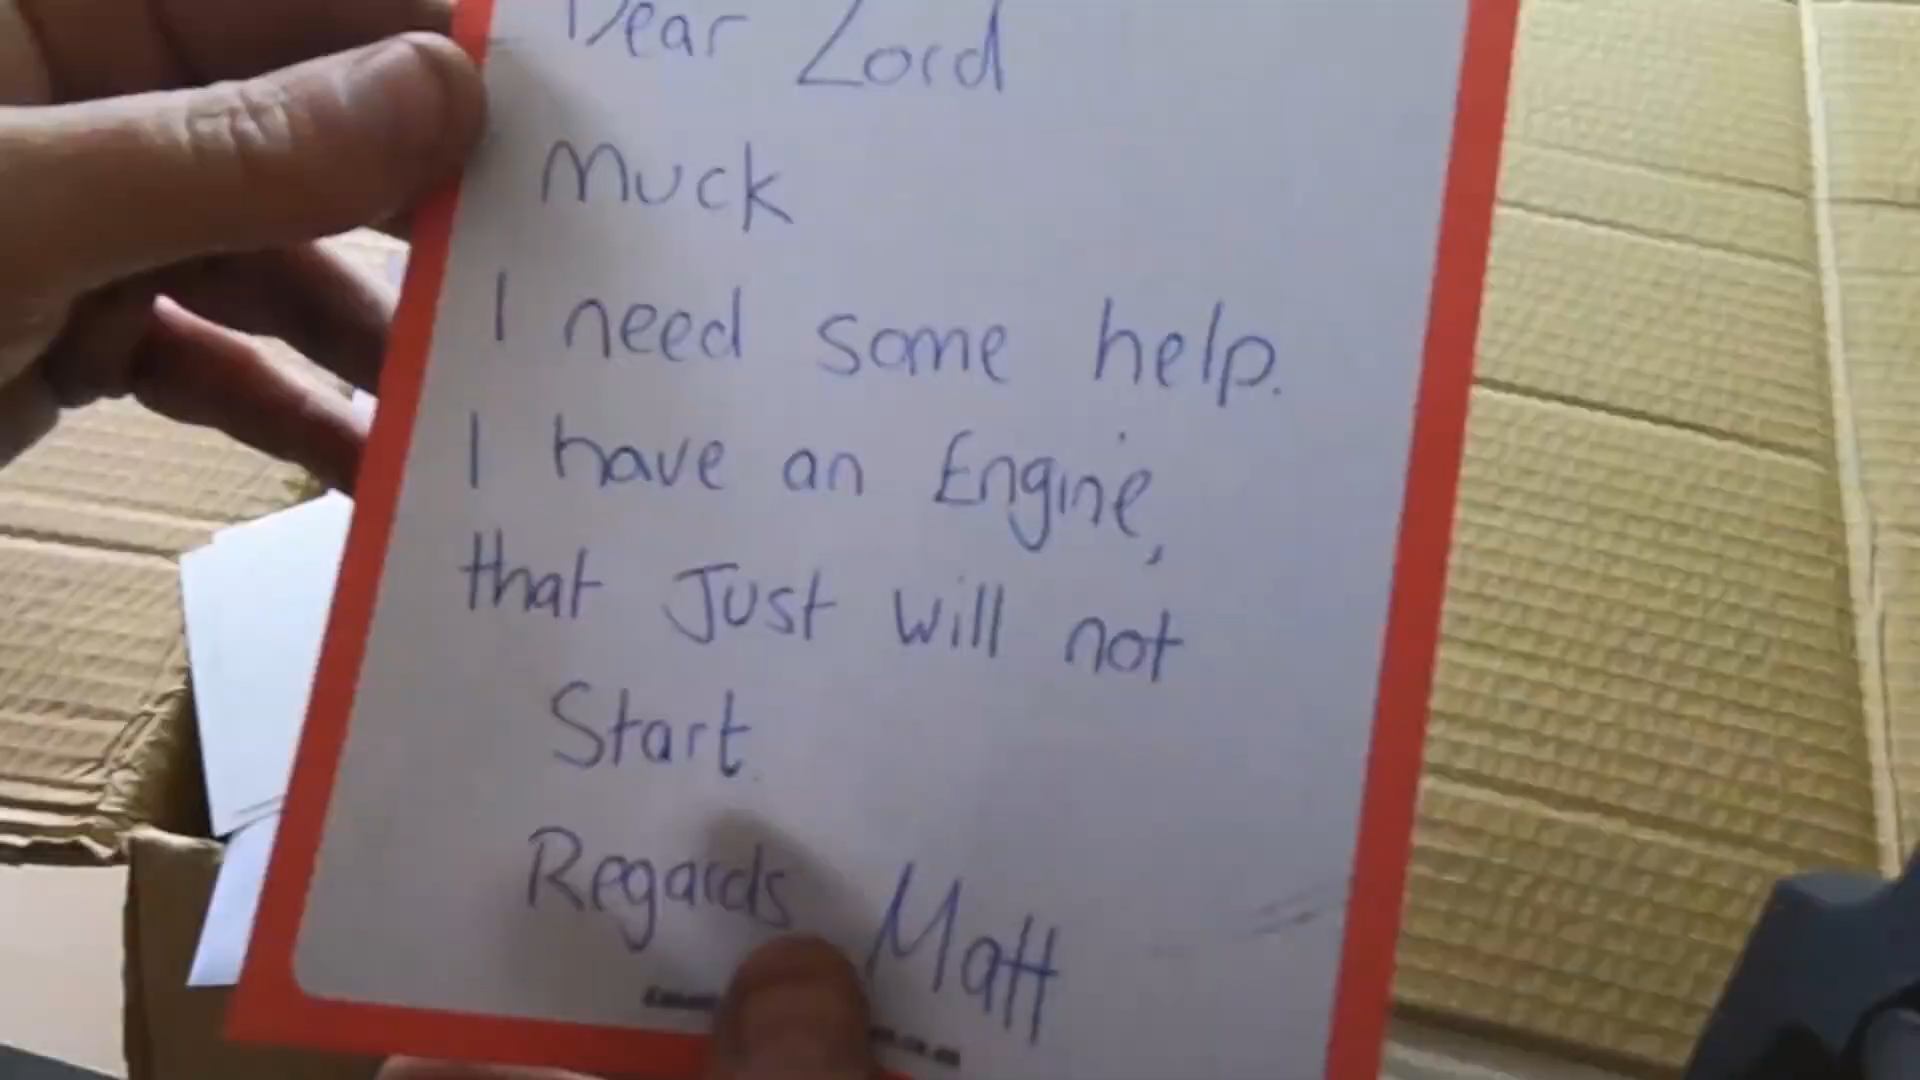 Dear Lord
Muck
I need some help.
I have an Engine,
that Just will not
Start.
Regards Matt